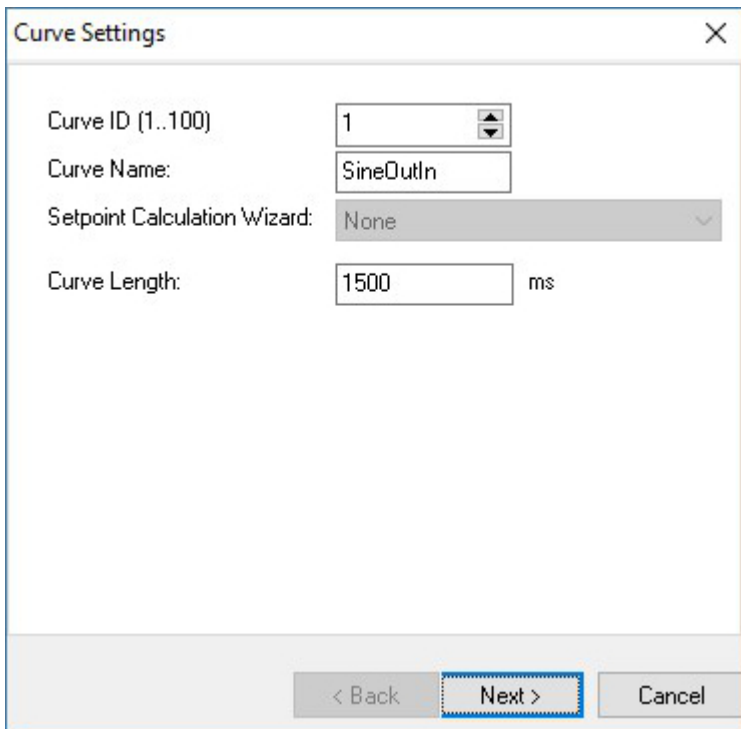 Curve Settings
Curve ID (1..100) 1
Curve Name: SineOutIn
Setpoint Calculation Wizard: None
Curve Length: 1500 ms
< Back Next > Cancel